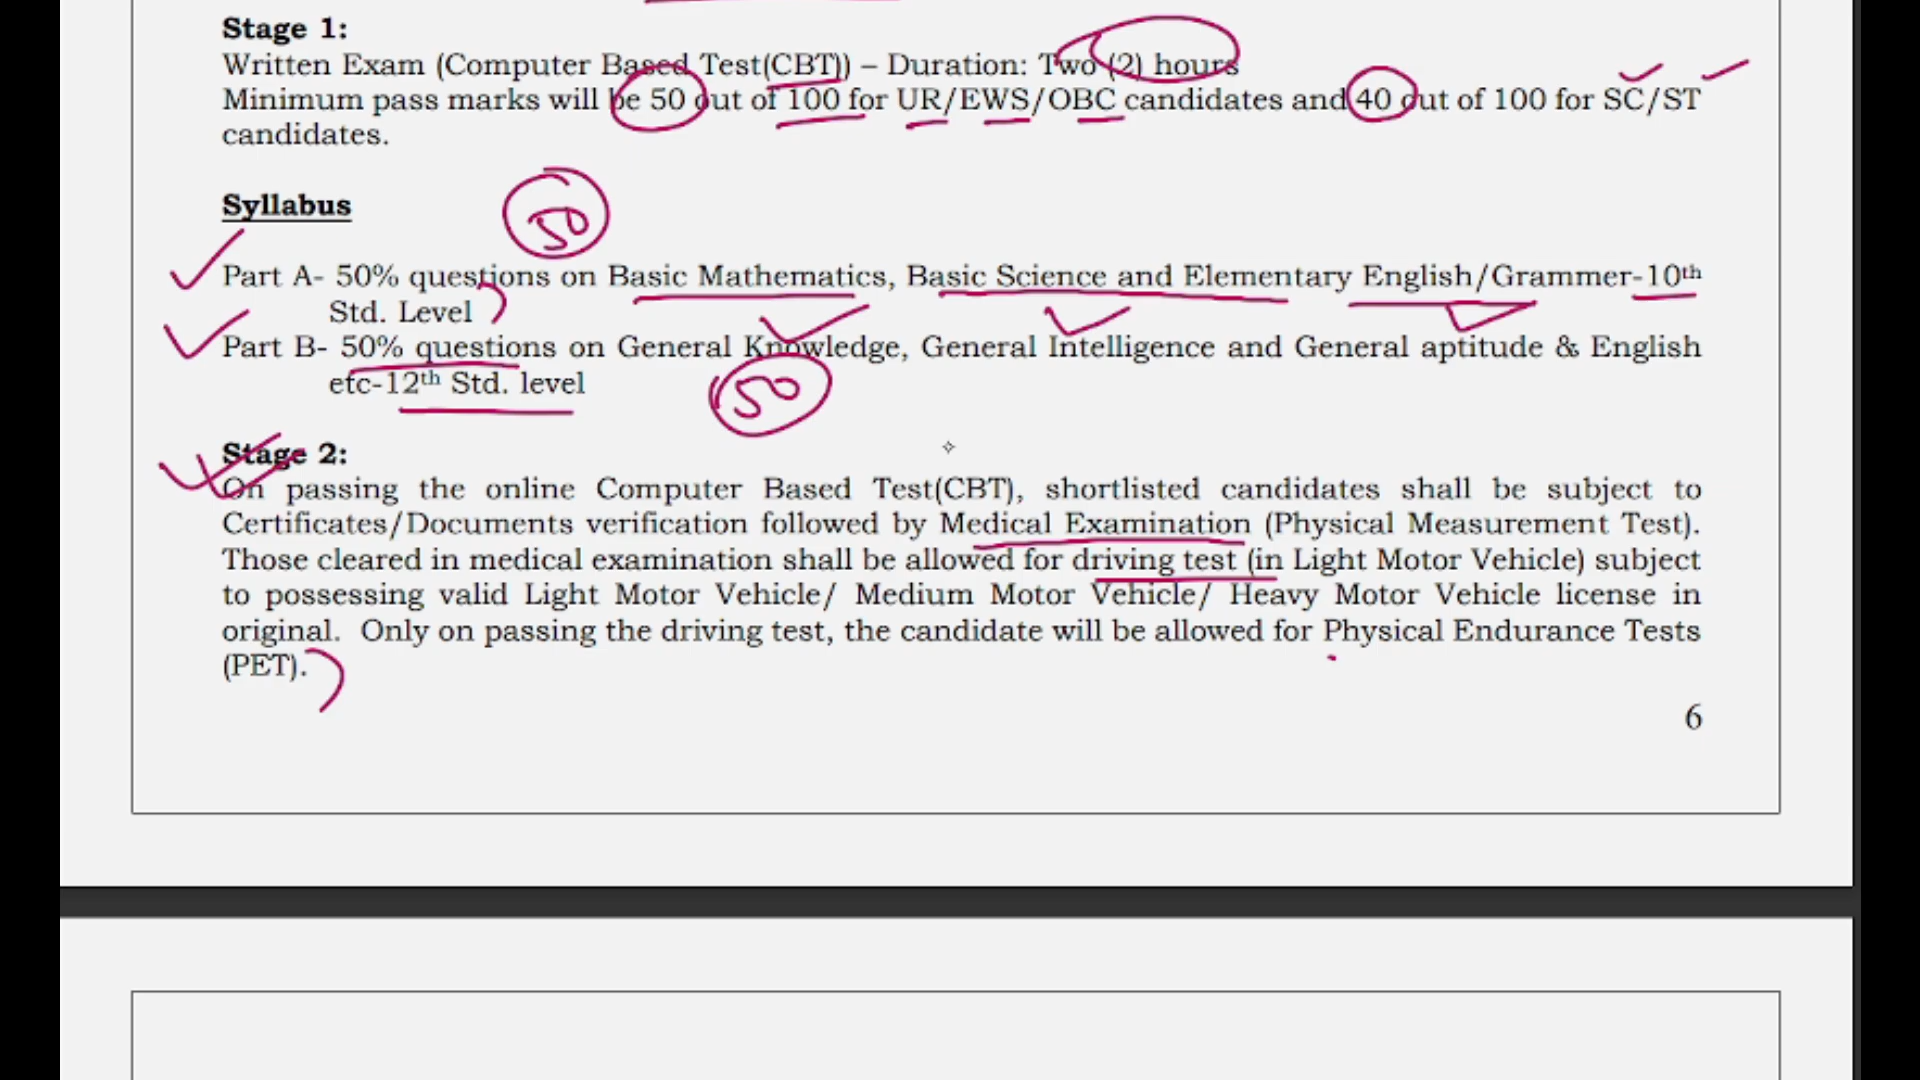 Stage 1:
Written Exam (Computer Based Test(CBT)) – Duration: Two (2) hours
Minimum pass marks will be 50 out of 100 for UR/EWS/OBC candidates and 40 out of 100 for SC/ST
candidates.
Syllabus
50
Part A- 50% questions on Basic Mathematics, Basic Science and Elementary English/Grammer-10th
Std. Level
Part B- 50% questions on General Knowledge, General Intelligence and General aptitude & English
etc-12th Std. level
50
Stage 2:
On passing the online Computer Based Test(CBT), shortlisted candidates shall be subject to
Certificates/Documents verification followed by Medical Examination (Physical Measurement Test).
Those cleared in medical examination shall be allowed for driving test (in Light Motor Vehicle) subject
to possessing valid Light Motor Vehicle/ Medium Motor Vehicle/ Heavy Motor Vehicle license in
original. Only on passing the driving test, the candidate will be allowed for Physical Endurance Tests
(PET).
6